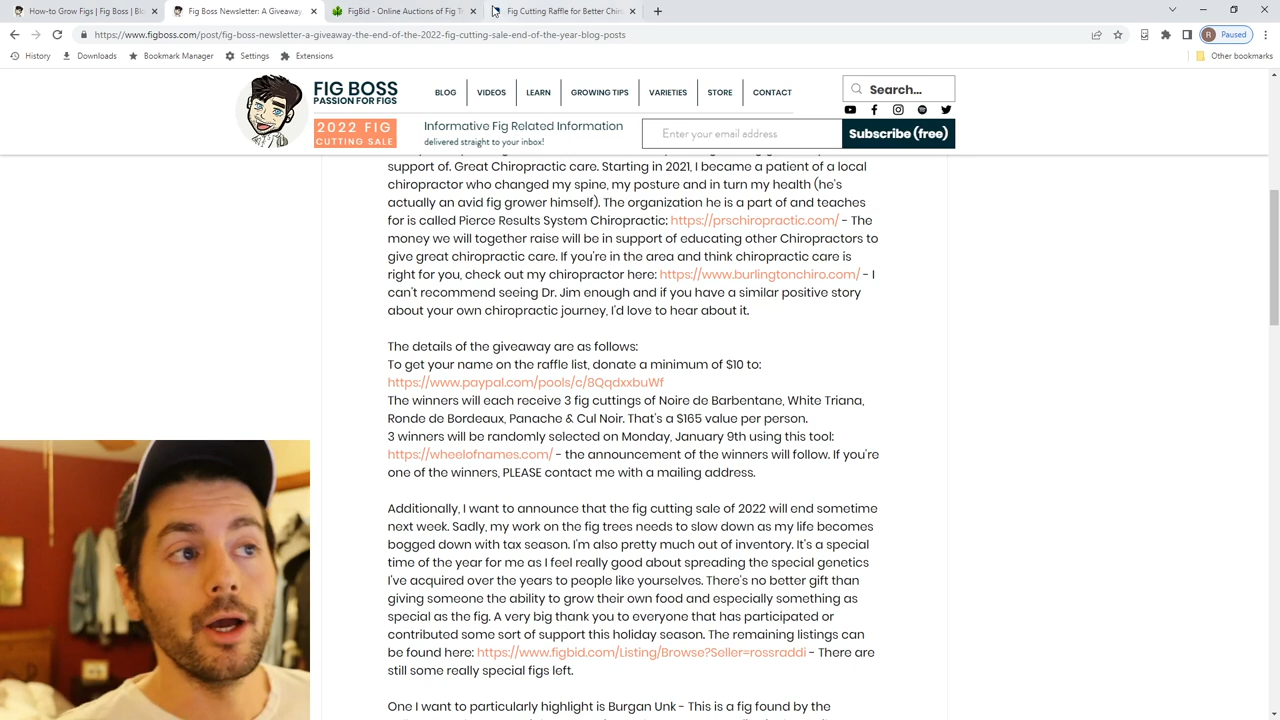 How-to Grow Figs | Fig Boss | Blo
Fig Boss Newsletter: A Giveaway
FigBid - Online Auctions of Fig T
Fig Cutting Raffle for Better Chir
https://www.figboss.com/post/fig-boss-newsletter-a-giveaway-the-end-of-the-2022-fig-cutting-sale-end-of-the-year-blog-posts
R Paused
History Downloads Bookmark Manager Settings Extensions Other bookmarks
FIG BOSS
PASSION FOR FIGS
BLOG VIDEOS LEARN GROWING TIPS VARIETIES STORE CONTACT
Search...
2022 FIG
CUTTING SALE
Informative Fig Related Information
delivered straight to your inbox!
Enter your email address
Subscribe (free)
support of. Great Chiropractic care. Starting in 2021, I became a patient of a local
chiropractor who changed my spine, my posture and in turn my health (he's
actually an avid fig grower himself). The organization he is a part of and teaches
for is called Pierce Results System Chiropractic: https://prschiropractic.com/ - The
money we will together raise will be in support of educating other Chiropractors to
give great chiropractic care. If you're in the area and think chiropractic care is
right for you, check out my chiropractor here: https://www.burlingtonchiro.com/ - I
can't recommend seeing Dr. Jim enough and if you have a similar positive story
about your own chiropractic journey, I'd love to hear about it.
The details of the giveaway are as follows:
To get your name on the raffle list, donate a minimum of $10 to:
https://www.paypal.com/pools/c/8QqdxxbuWf
The winners will each receive 3 fig cuttings of Noire de Barbentane, White Triana,
Ronde de Bordeaux, Panache & Cul Noir. That's a $165 value per person.
3 winners will be randomly selected on Monday, January 9th using this tool:
https://wheelofnames.com/ - the announcement of the winners will follow. If you're
one of the winners, PLEASE contact me with a mailing address.
Additionally, I want to announce that the fig cutting sale of 2022 will end sometime
next week. Sadly, my work on the fig trees needs to slow down as my life becomes
bogged down with tax season. I'm also pretty much out of inventory. It's a special
time of the year for me as I feel really good about spreading the special genetics
I've acquired over the years to people like yourselves. There's no better gift than
giving someone the ability to grow their own food and especially something as
special as the fig. A very big thank you to everyone that has participated or
contributed some sort of support this holiday season. The remaining listings can
be found here: https://www.figbid.com/Listing/Browse?Seller=rossraddi - There are
still some really special figs left.
One I want to particularly highlight is Burgan Unk - This is a fig found by the